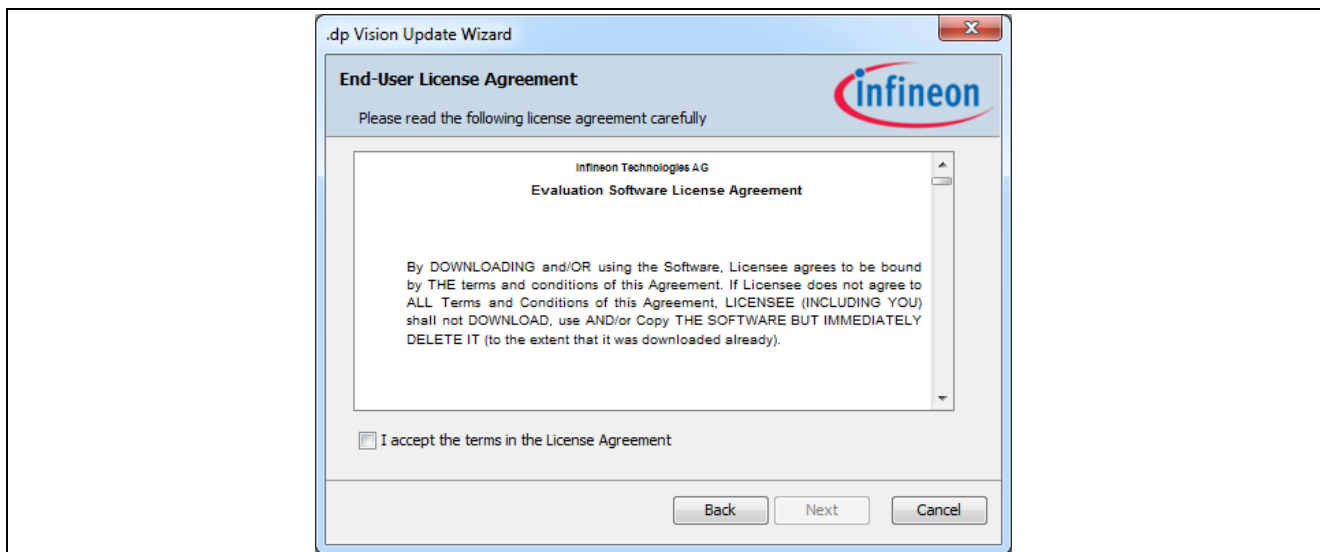 .dp Vision Update Wizard
End-User License Agreement
Please read the following license agreement carefully
infineon
Infineon Technologies AG
Evaluation Software License Agreement
By DOWNLOADING and/OR using the Software, Licensee agrees to be bound
by THE terms and conditions of this Agreement. If Licensee does not agree to
ALL Terms and Conditions of this Agreement, LICENSEE (INCLUDING YOU)
shall not DOWNLOAD, use AND/or Copy THE SOFTWARE BUT IMMEDIATELY
DELETE IT (to the extent that it was downloaded already).
I accept the terms in the License Agreement
Back Next Cancel